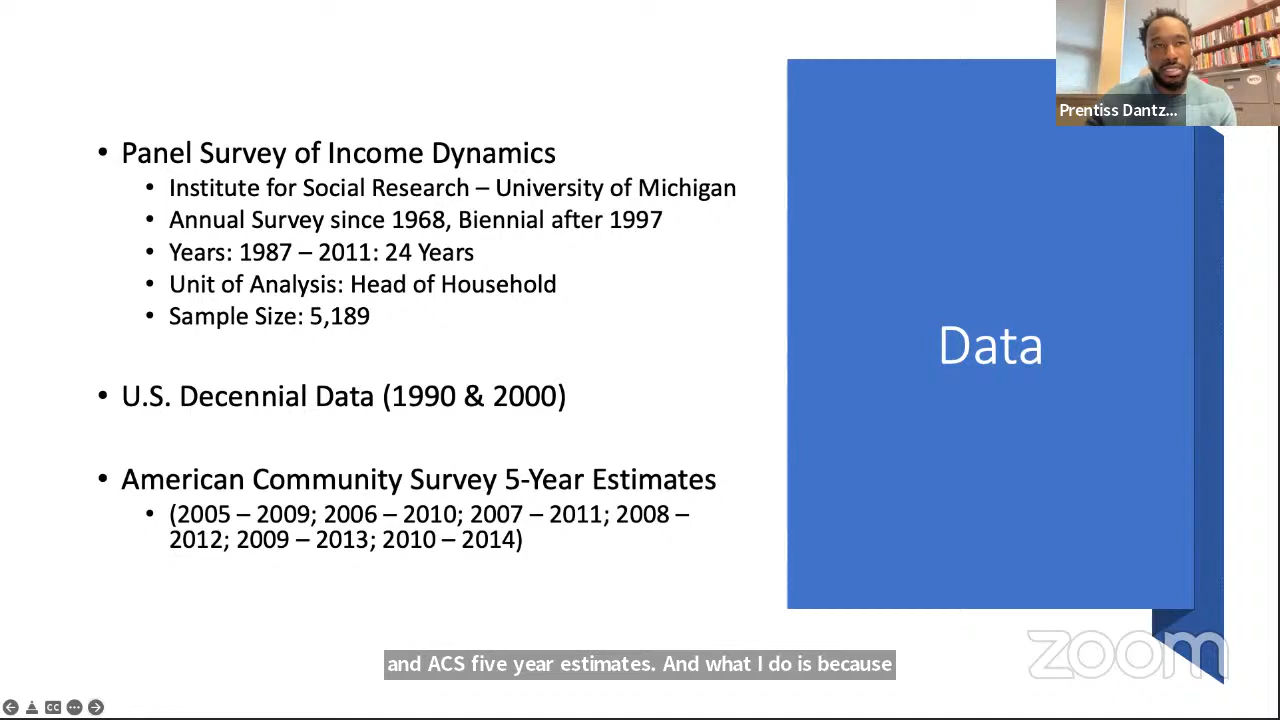 Prentiss Dantz...
• Panel Survey of Income Dynamics
• Institute for Social Research – University of Michigan
• Annual Survey since 1968, Biennial after 1997
• Years: 1987 – 2011: 24 Years
• Unit of Analysis: Head of Household
• Sample Size: 5,189
Data
• U.S. Decennial Data (1990 & 2000)
• American Community Survey 5-Year Estimates
• (2005 – 2009; 2006 – 2010; 2007 – 2011; 2008 –
2012; 2009 – 2013; 2010 – 2014)
zoom
and ACS five year estimates. And what I do is because
CC